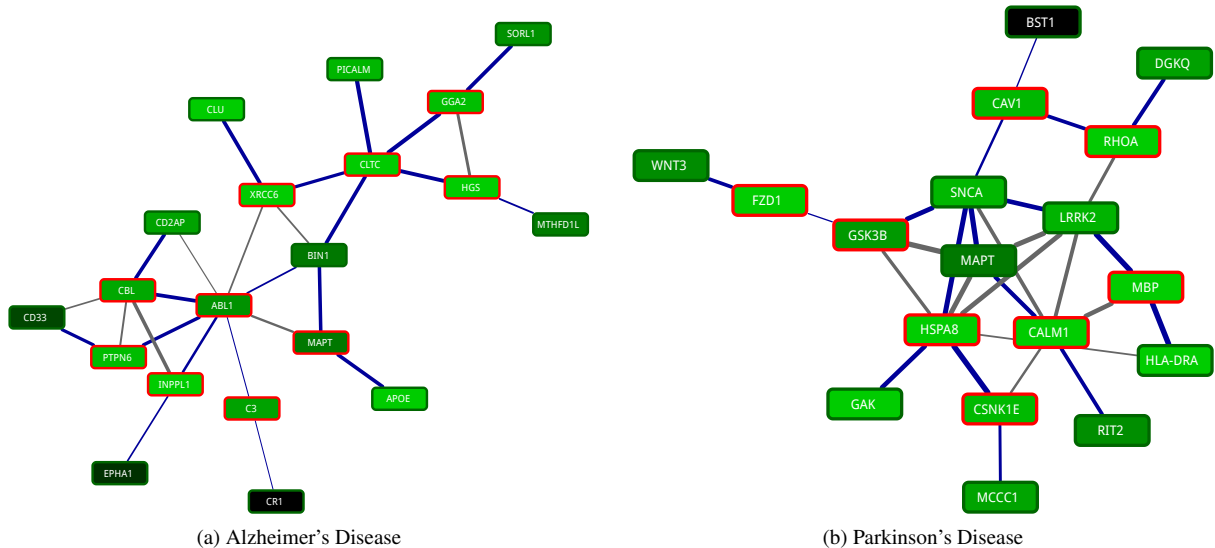 SORL1
PICALM
GGA2
CLU
CLTC
HGS
XRCC6
CD2AP
MTHFD1L
BIN1
CBL
ABL1
CD33
MAPT
PTPN6
INPPL1
APOE
C3
EPHA1
CR1
(a) Alzheimer's Disease
BST1
DGKQ
CAV1
RHOA
WNT3
SNCA
FZD1
LRRK2
GSK3B
MAPT
MBP
HSPA8
CALM1
HLA-DRA
GAK
CSNK1E
RIT2
MCCC1
(b) Parkinson's Disease